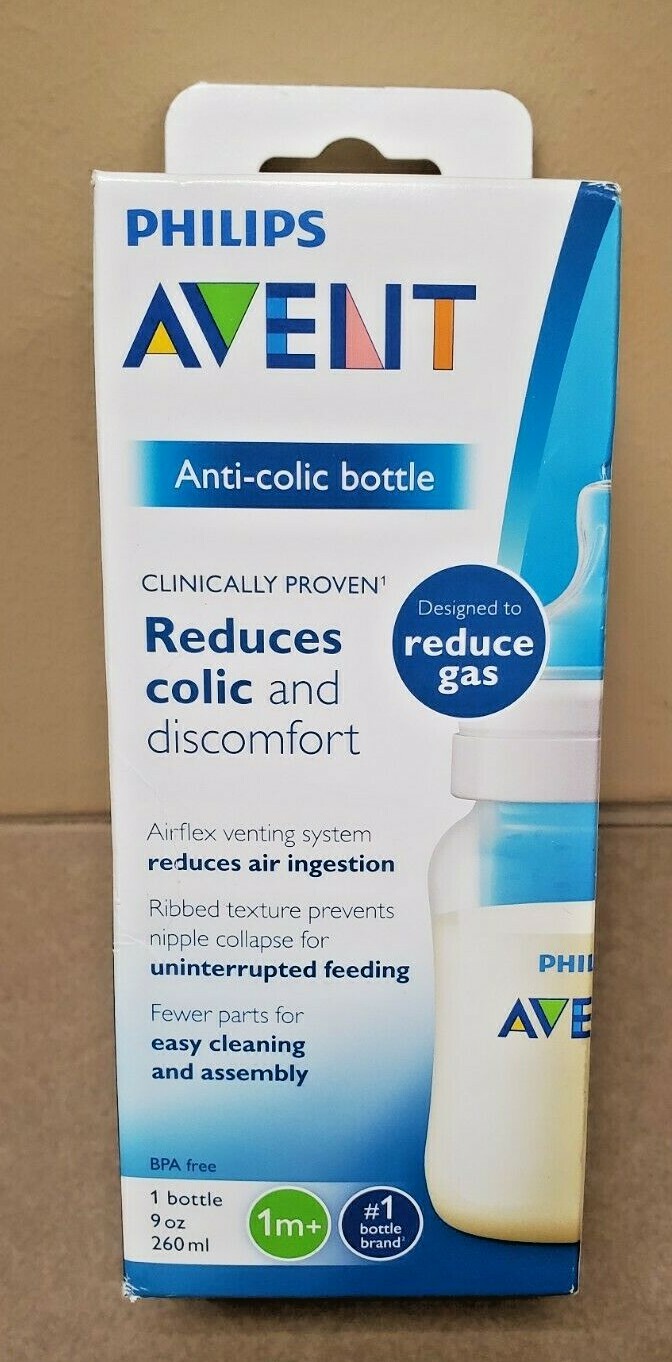 PHILIPS
AVENT
Anti-colic bottle
CLINICALLY PROVEN¹
Reduces
colic and
discomfort
Designed to
reduce
gas
Airflex venting system
reduces air ingestion
Ribbed texture prevents
nipple collapse for
uninterrupted feeding
Fewer parts for
easy cleaning
and assembly
PHIL
AVE
BPA free
1 bottle
9 oz
260 ml
1m+
#1
bottle
brand²